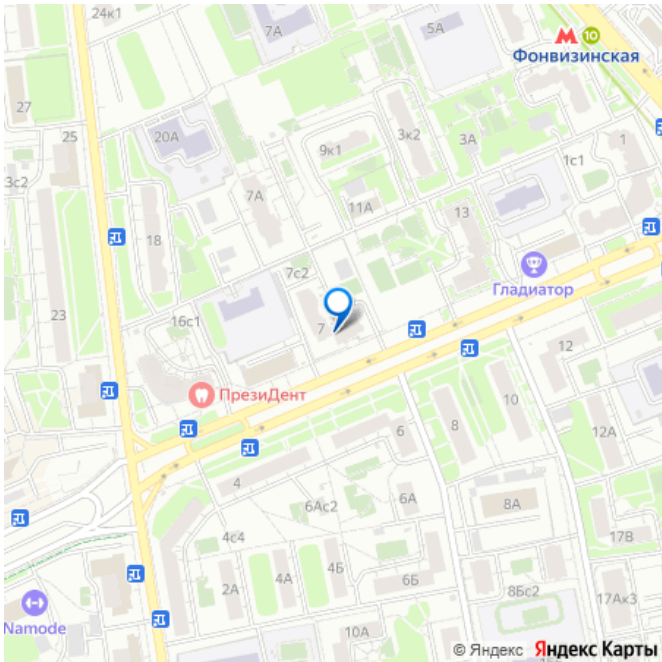 24к1
7А
5А
М 10
Фонвизинская
27
25
20А
9к1
3к2
3А
1
1с1
3с2
7А
11А
13
18
7с2
Гладиатор
23
16с1
7
12
ПрезиДент
10
8
6
12А
4
6Ас2
6А
8А
4с4
17В
2А
4А
4Б
6Б
8Бс2
17Ак3
Namode
10А
© Яндекс Яндекс Карты